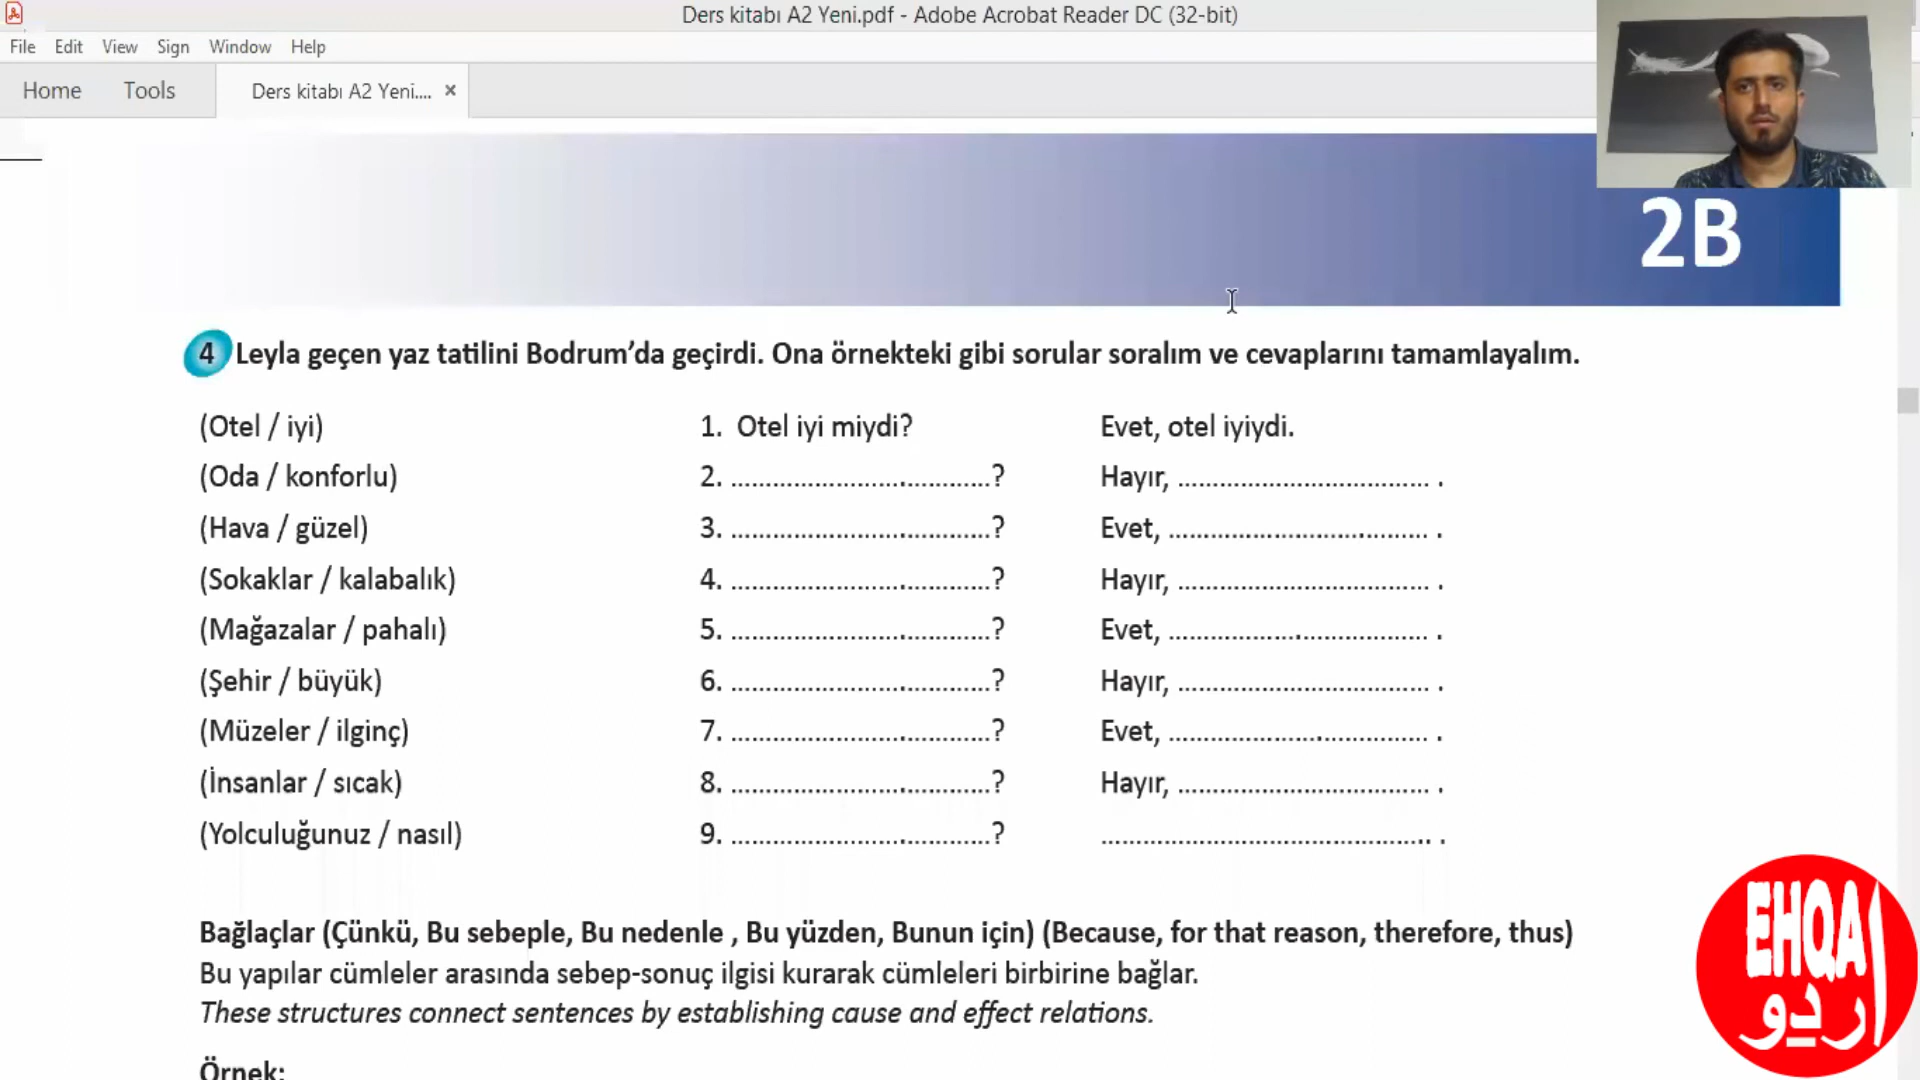 Ders kitabı A2 Yeni.pdf - Adobe Acrobat Reader DC (32-bit)
File Edit View Sign Window Help
Home Tools Ders kitabı A2 Yeni.... ×
2B
4 Leyla geçen yaz tatilini Bodrum’da geçirdi. Ona örnekteki gibi sorular soralım ve cevaplarını tamamlayalım.
(Otel / iyi) 1. Otel iyi miydi? Evet, otel iyiydi.
(Oda / konforlu) 2. ..............................? Hayır, .................................... .
(Hava / güzel) 3. ..............................? Evet, ..................................... .
(Sokaklar / kalabalık) 4. ..............................? Hayır, .................................... .
(Mağazalar / pahalı) 5. ..............................? Evet, ..................................... .
(Şehir / büyük) 6. ..............................? Hayır, .................................... .
(Müzeler / ilginç) 7. ..............................? Evet, ..................................... .
(İnsanlar / sıcak) 8. ..............................? Hayır, .................................... .
(Yolculuğunuz / nasıl) 9. ..............................? ............................................... .
Bağlaçlar (Çünkü, Bu sebeple, Bu nedenle , Bu yüzden, Bunun için) (Because, for that reason, therefore, thus)
Bu yapılar cümleler arasında sebep-sonuç ilgisi kurarak cümleleri birbirine bağlar.
These structures connect sentences by establishing cause and effect relations.
Örnek:
EHQA
اردو